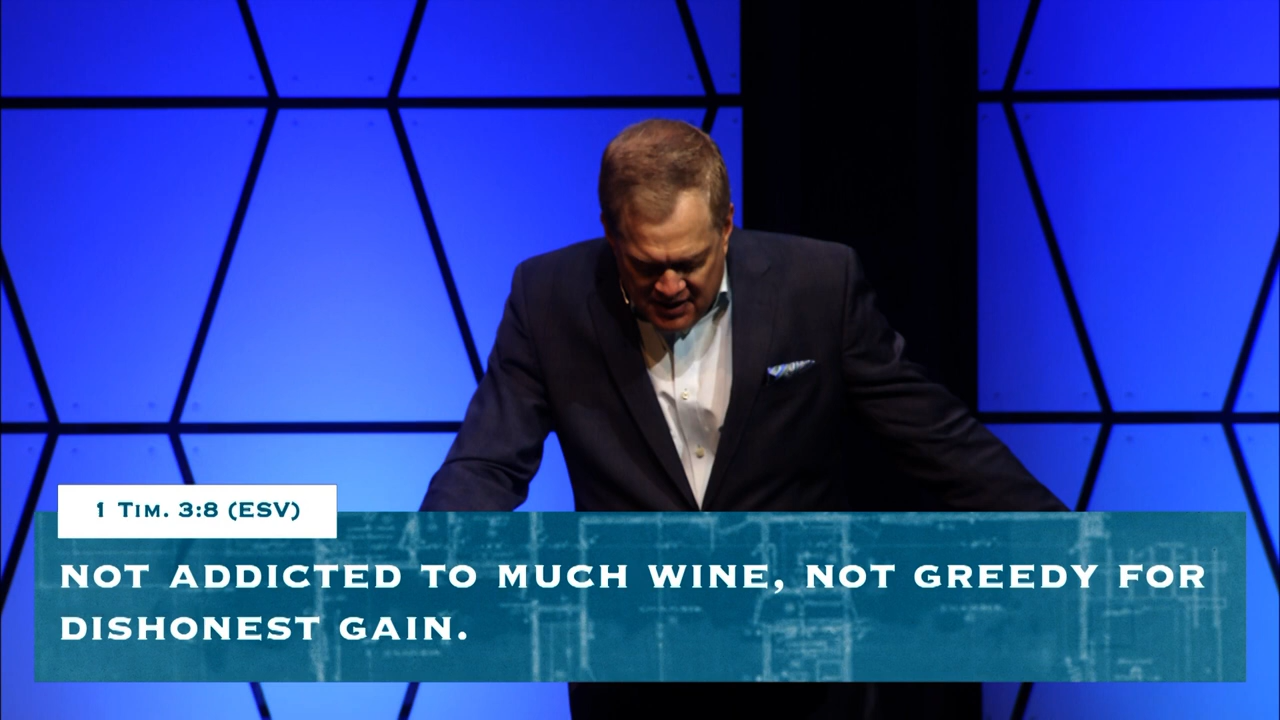 1 Tim. 3:8 (ESV)
NOT ADDICTED TO MUCH WINE, NOT GREEDY FOR
DISHONEST GAIN.